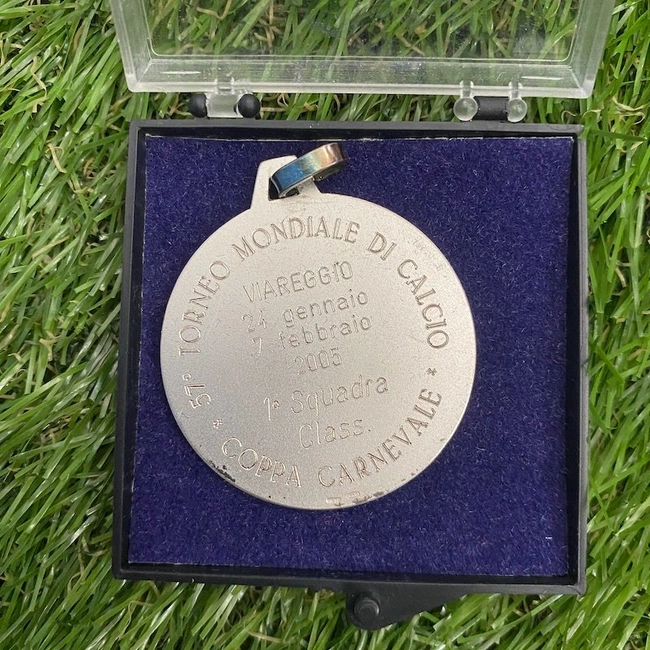 57° TORNEO MONDIALE DI CALCIO
VIAREGGIO
24 gennaio
7 febbraio
2005
1ª Squadra
Class.
* COPPA CARNEVALE *